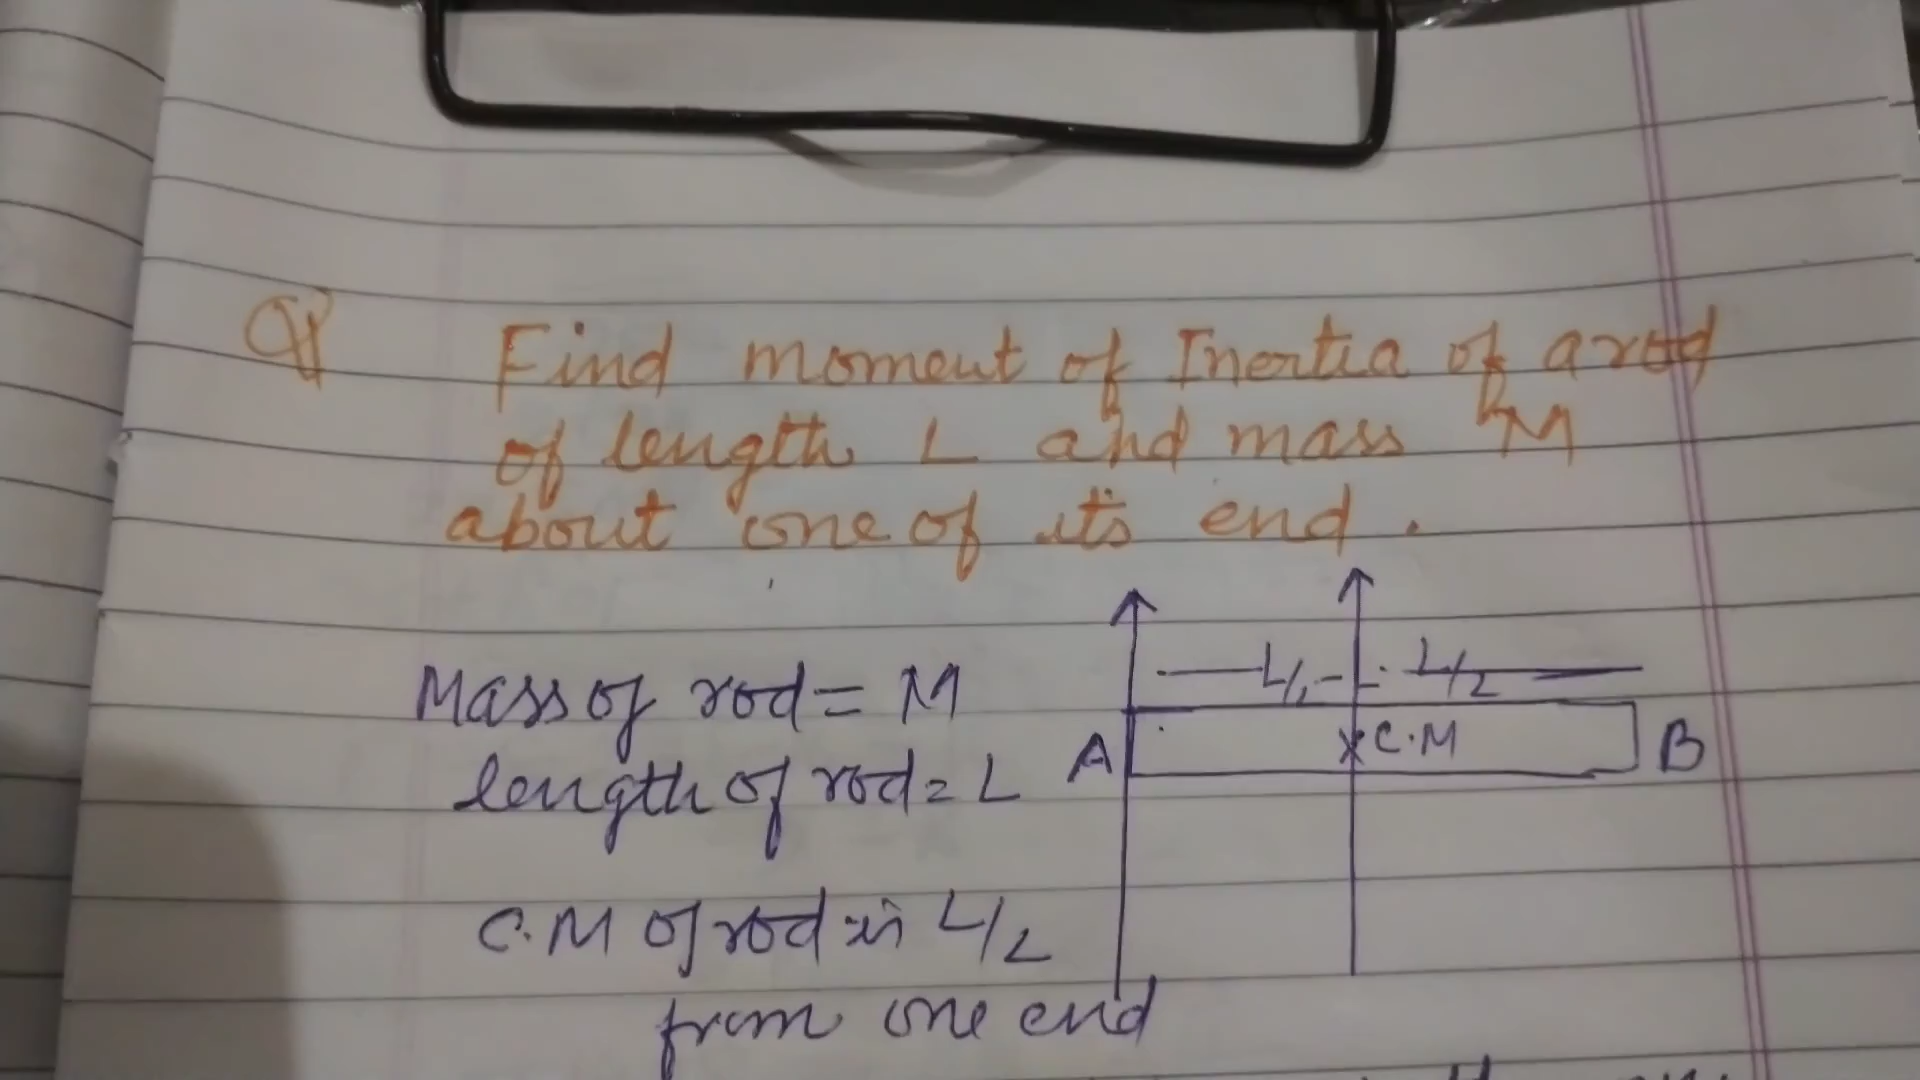 Q Find moment of Inertia of a rod
of length L and mass M
about one of its end.
Mass of rod = M
length of rod = L
L/2 L/2
A C.M B
C.M of rod is L/2
from one end